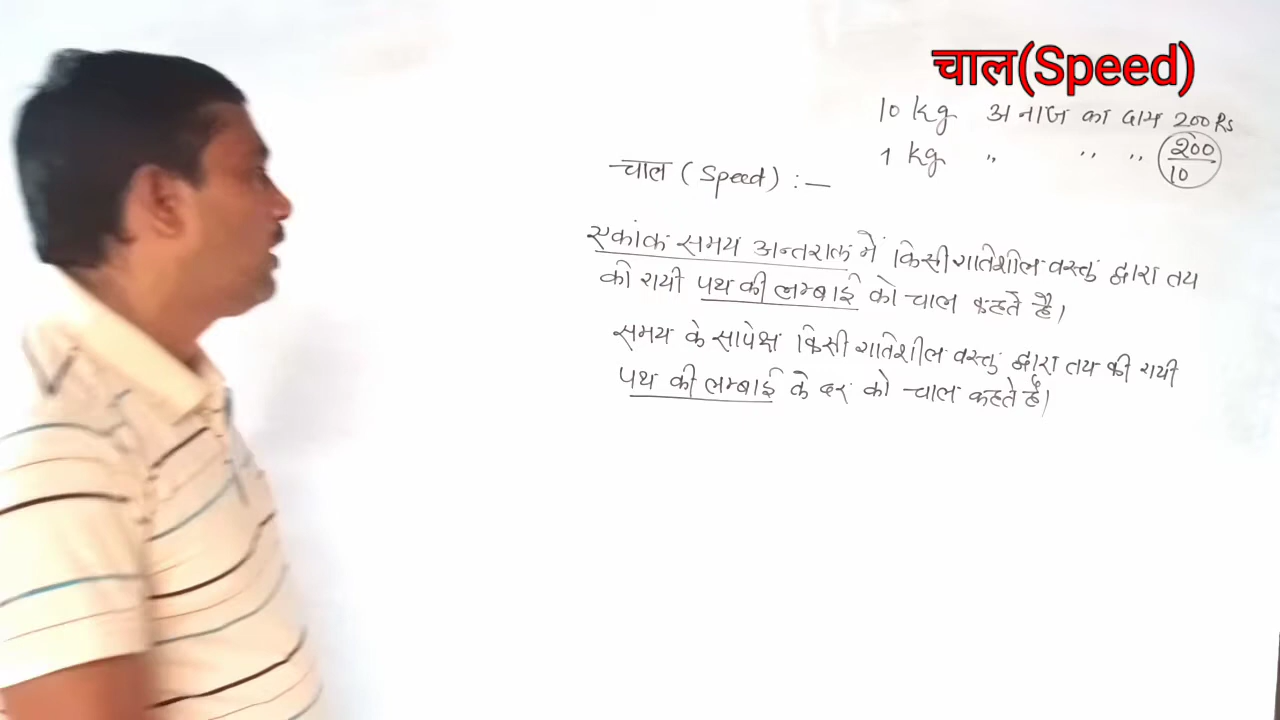 चाल(Speed)
10 kg अनाज का दाम 200 Rs
1 kg " " " 200/10
चाल (Speed) :—
एकांक समय अन्तराल में किसी गतिशील वस्तु द्वारा तय
की गयी पथ की लम्बाई को चाल कहते है।
समय के सापेक्ष किसी गतिशील वस्तु द्वारा तय की गयी
पथ की लम्बाई के दर को चाल कहते हैं।